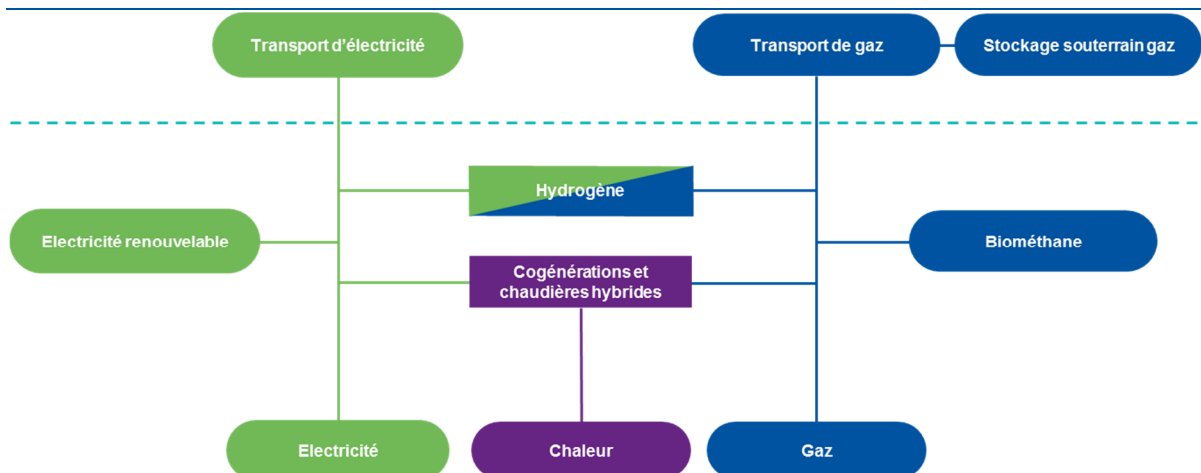 Transport d'électricité
Transport de gaz
Stockage souterrain gaz
Hydrogène
Electricité renouvelable
Biométhane
Cogénérations et
chaudières hybrides
Electricité
Chaleur
Gaz